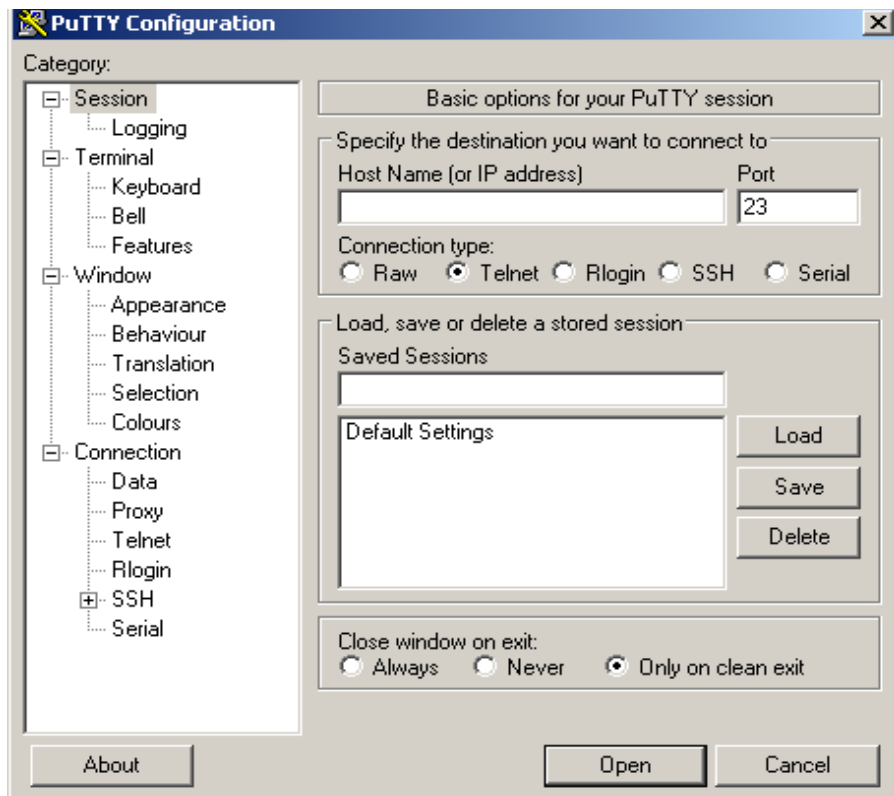 PuTTY Configuration
Category:
Session
Logging
Terminal
Keyboard
Bell
Features
Window
Appearance
Behaviour
Translation
Selection
Colours
Connection
Data
Proxy
Telnet
Rlogin
SSH
Serial
Basic options for your PuTTY session
Specify the destination you want to connect to
Host Name (or IP address) Port
23
Connection type:
Raw Telnet Rlogin SSH Serial
Load, save or delete a stored session
Saved Sessions
Default Settings
Load
Save
Delete
Close window on exit:
Always Never Only on clean exit
About Open Cancel